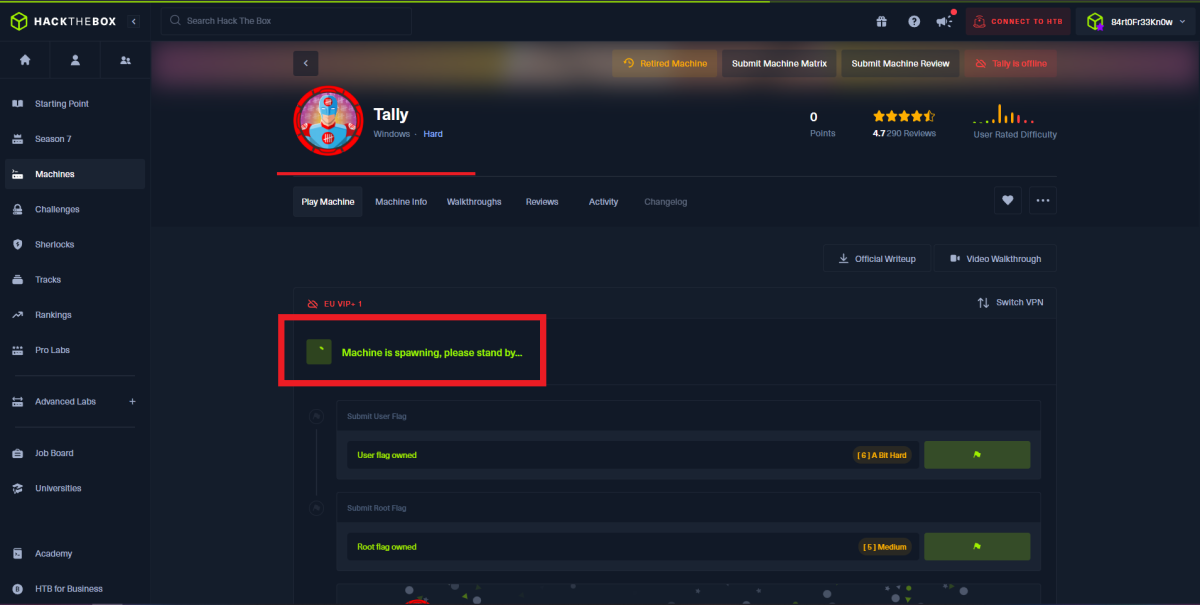 HACKTHEBOX
Search Hack The Box
CONNECT TO HTB
84rt0Fr33Kn0w
Starting Point
Season 7
Machines
Challenges
Sherlocks
Tracks
Rankings
Pro Labs
Advanced Labs +
Job Board
Universities
Academy
HTB for Business
Retired Machine
Submit Machine Matrix
Submit Machine Review
Tally is offline
Tally
Windows · Hard
0
Points
4.7 290 Reviews
User Rated Difficulty
Play Machine
Machine Info
Walkthroughs
Reviews
Activity
Changelog
Official Writeup
Video Walkthrough
EU VIP+ 1
Switch VPN
Machine is spawning, please stand by...
Submit User Flag
User flag owned
[ 6 ] A Bit Hard
Submit Root Flag
Root flag owned
[ 5 ] Medium